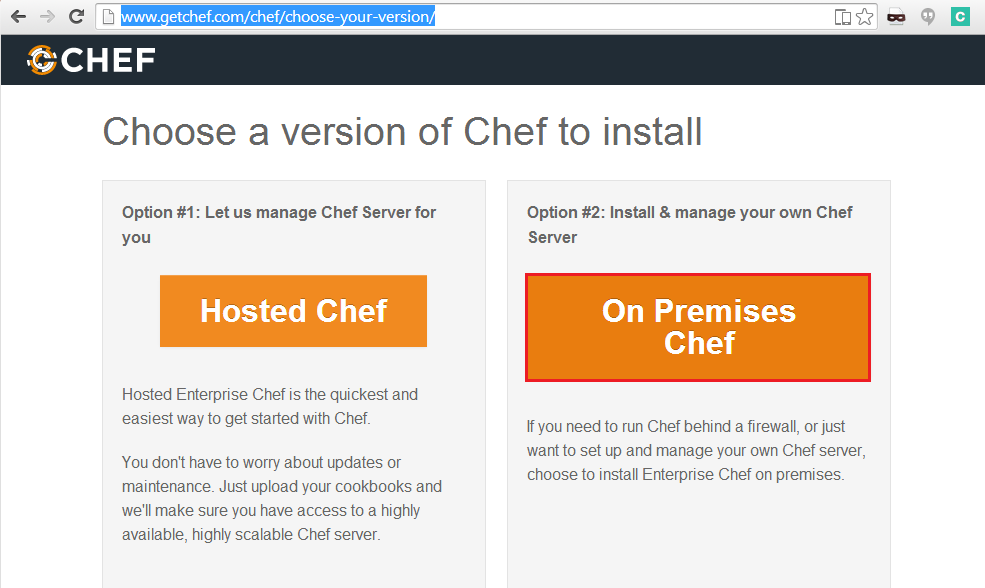 www.getchef.com/chef/choose-your-version/
C
CHEF
Choose a version of Chef to install
Option #1: Let us manage Chef Server for
you
Hosted Chef
Hosted Enterprise Chef is the quickest and
easiest way to get started with Chef.
You don't have to worry about updates or
maintenance. Just upload your cookbooks and
we'll make sure you have access to a highly
available, highly scalable Chef server.
Option #2: Install & manage your own Chef
Server
On Premises
Chef
If you need to run Chef behind a firewall, or just
want to set up and manage your own Chef server,
choose to install Enterprise Chef on premises.